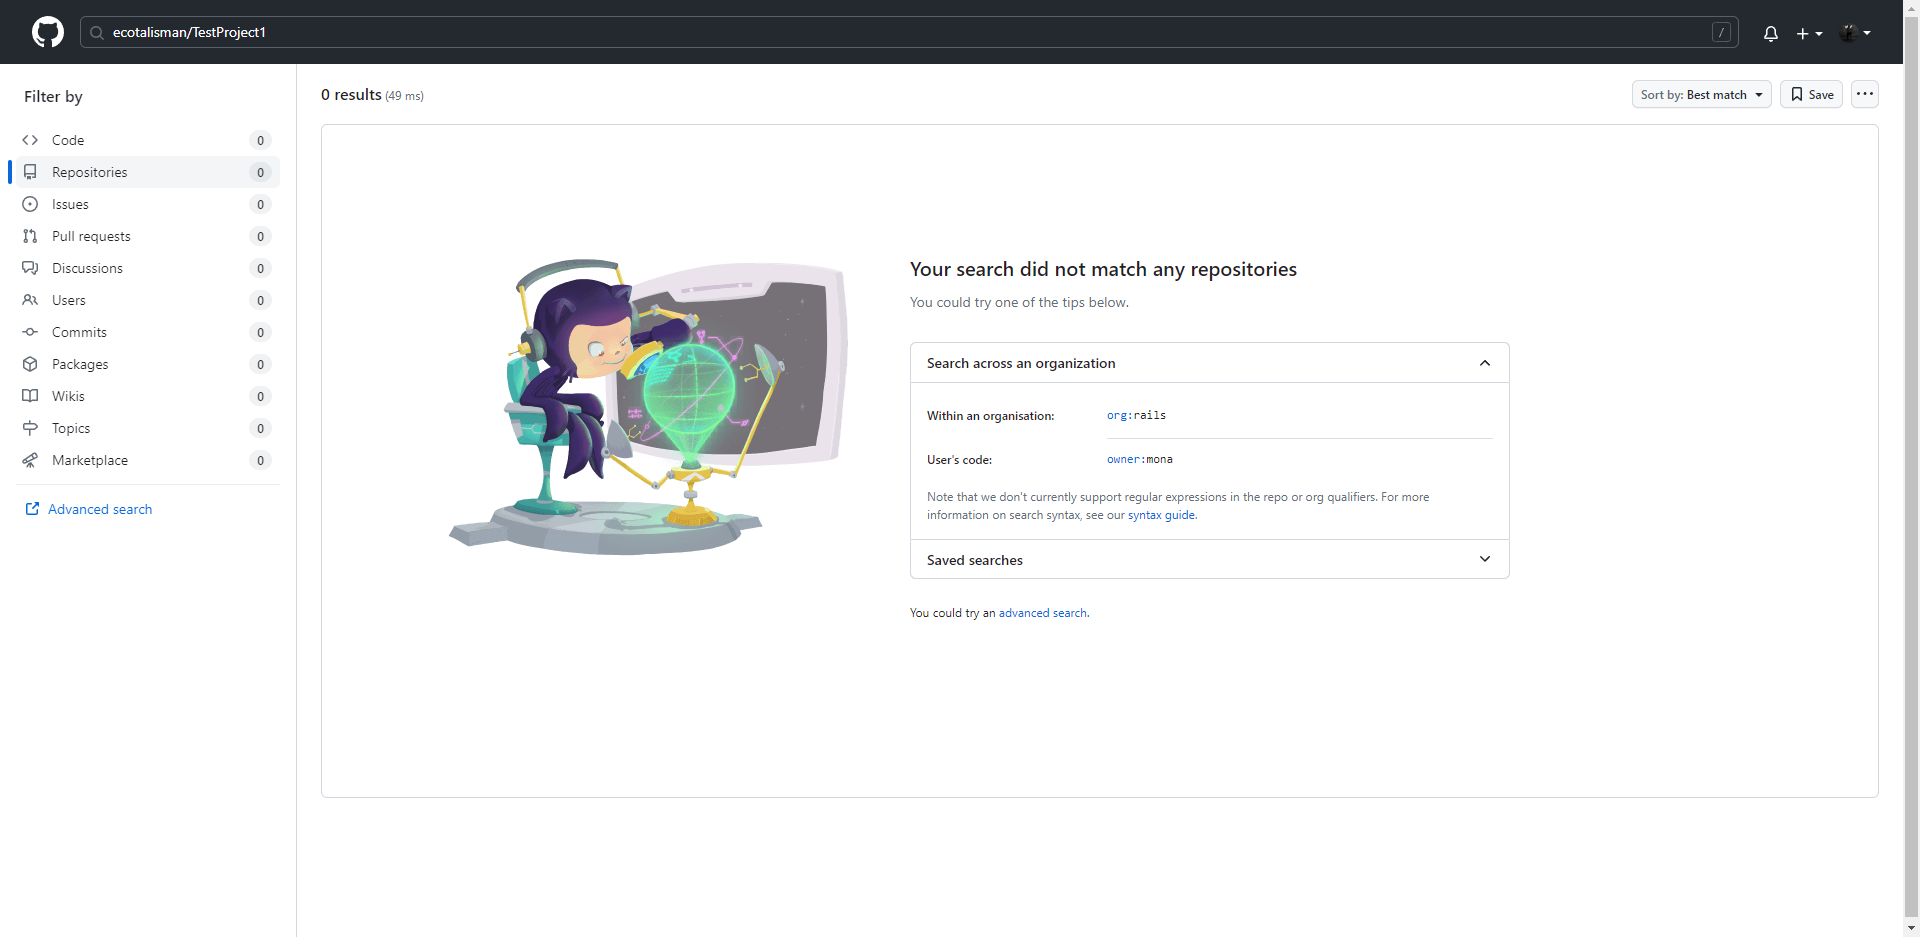 ecotalisman/TestProject1
/
Filter by
Code 0
Repositories 0
Issues 0
Pull requests 0
Discussions 0
Users 0
Commits 0
Packages 0
Wikis 0
Topics 0
Marketplace 0
Advanced search
0 results (49 ms)
Sort by: Best match
Save
Your search did not match any repositories
You could try one of the tips below.
Search across an organization
Within an organisation: org:rails
User's code: owner:mona
Note that we don't currently support regular expressions in the repo or org qualifiers. For more
information on search syntax, see our syntax guide.
Saved searches
You could try an advanced search.